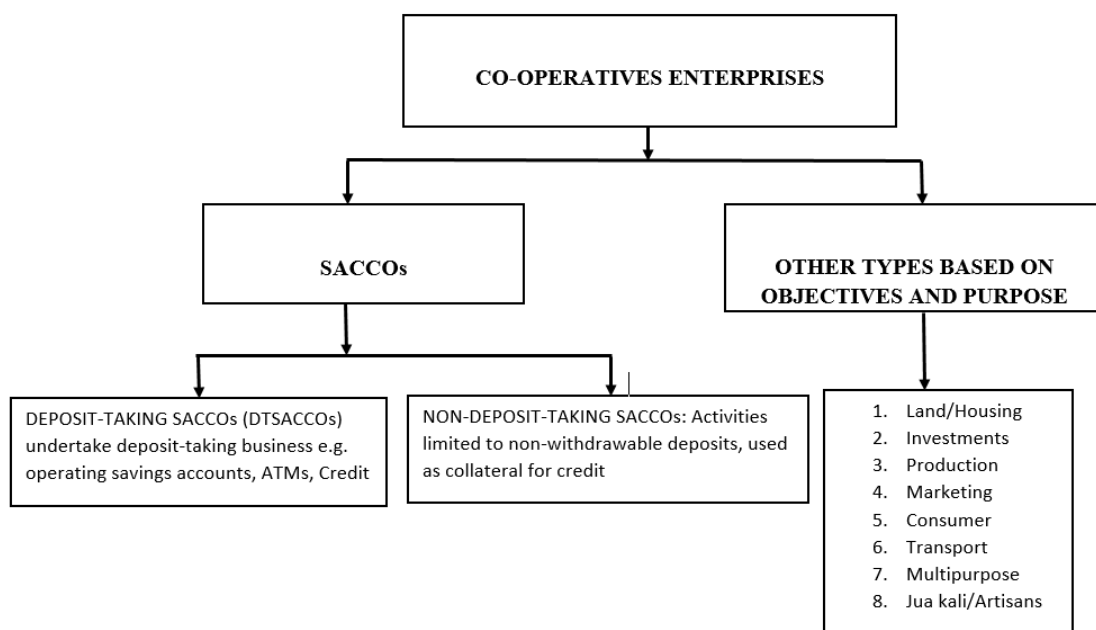 CO-OPERATIVES ENTERPRISES
SACCOs
OTHER TYPES BASED ON
OBJECTIVES AND PURPOSE
DEPOSIT-TAKING SACCOs (DTSACCOs)
undertake deposit-taking business e.g.
operating savings accounts, ATMs, Credit
NON-DEPOSIT-TAKING SACCOs: Activities
limited to non-withdrawable deposits, used
as collateral for credit
1. Land/Housing
2. Investments
3. Production
4. Marketing
5. Consumer
6. Transport
7. Multipurpose
8. Jua kali/Artisans